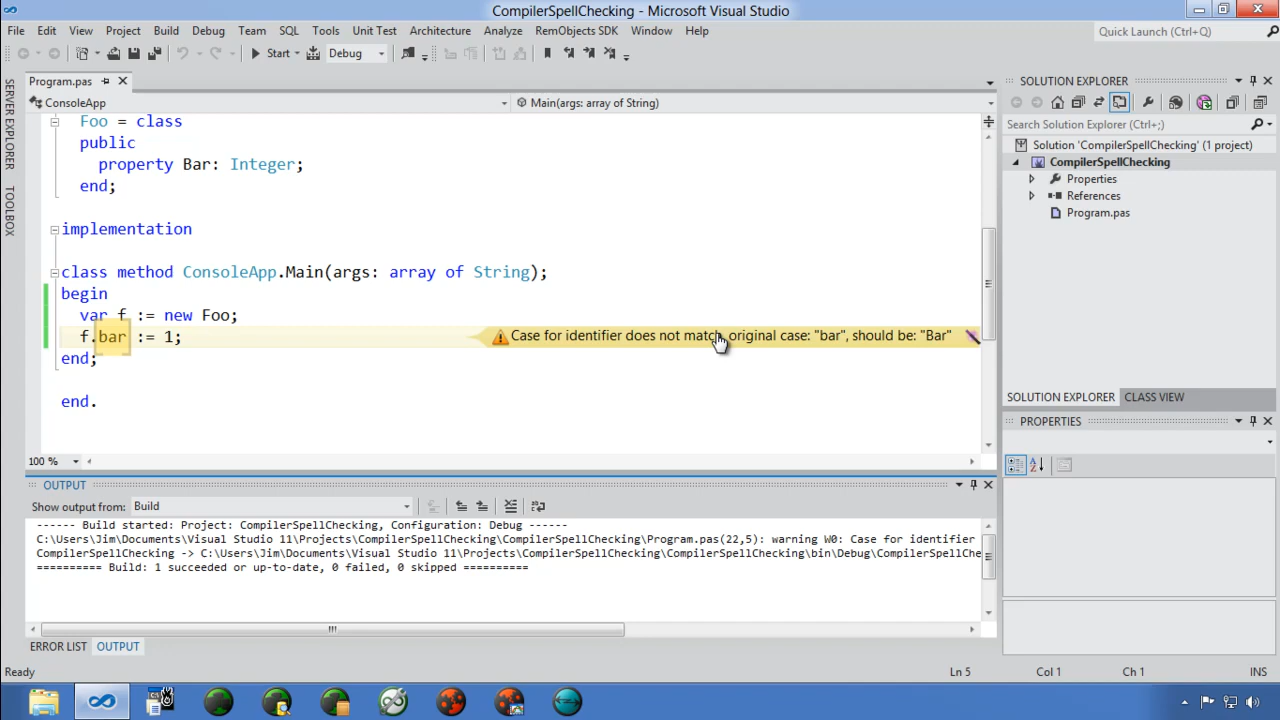 CompilerSpellChecking - Microsoft Visual Studio
File Edit View Project Build Debug Team SQL Tools Unit Test Architecture Analyze RemObjects SDK Window Help
Quick Launch (Ctrl+Q)
Start Debug
SERVER EXPLORER
TOOLBOX
Program.pas
ConsoleApp
Main(args: array of String)
Foo = class
public
property Bar: Integer;
end;
implementation
class method ConsoleApp.Main(args: array of String);
begin
var f := new Foo;
f.bar := 1;
Case for identifier does not match, original case: "bar", should be: "Bar"
end;
end.
100 %
OUTPUT
Show output from: Build
------ Build started: Project: CompilerSpellChecking, Configuration: Debug ------
C:\Users\Jim\Documents\Visual Studio 11\Projects\CompilerSpellChecking\CompilerSpellChecking\Program.pas(22,5): warning W0: Case for identifier
CompilerSpellChecking -> C:\Users\Jim\Documents\Visual Studio 11\Projects\CompilerSpellChecking\CompilerSpellChecking\bin\Debug\CompilerSpellChe
========== Build: 1 succeeded or up-to-date, 0 failed, 0 skipped ==========
ERROR LIST OUTPUT
SOLUTION EXPLORER
Search Solution Explorer (Ctrl+;)
Solution 'CompilerSpellChecking' (1 project)
CompilerSpellChecking
Properties
References
Program.pas
SOLUTION EXPLORER CLASS VIEW
PROPERTIES
Ready
Ln 5 Col 1 Ch 1 INS